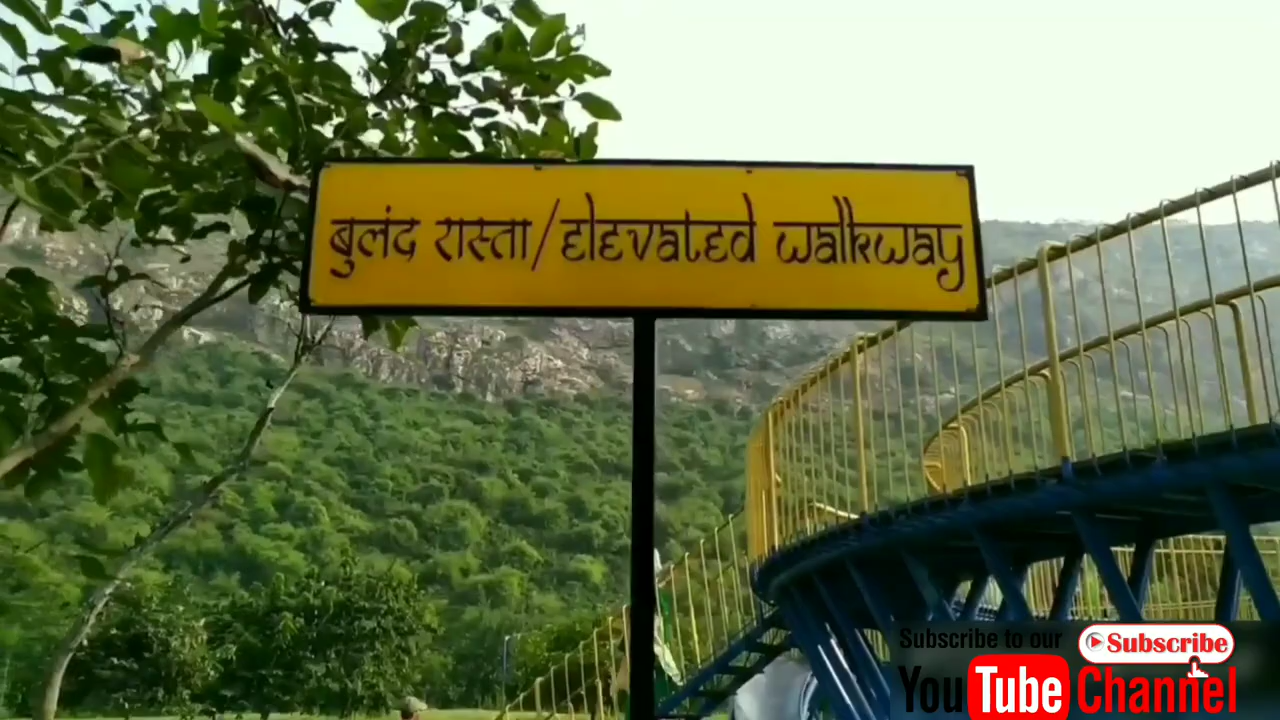 बुलंद रास्ता/elevated walkway
Subscribe to our
Subscribe
YouTube Channel